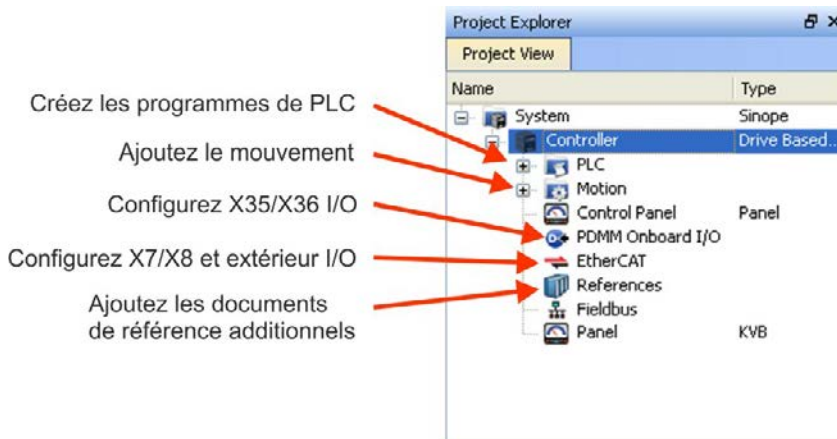 Project Explorer
Project View
Name Type
System Sinope
Controller Drive Based...
PLC
Motion
Control Panel Panel
PDMM Onboard I/O
EtherCAT
References
Fieldbus
Panel KVB
Créez les programmes de PLC
Ajoutez le mouvement
Configurez X35/X36 I/O
Configurez X7/X8 et extérieur I/O
Ajoutez les documents
de référence additionnels